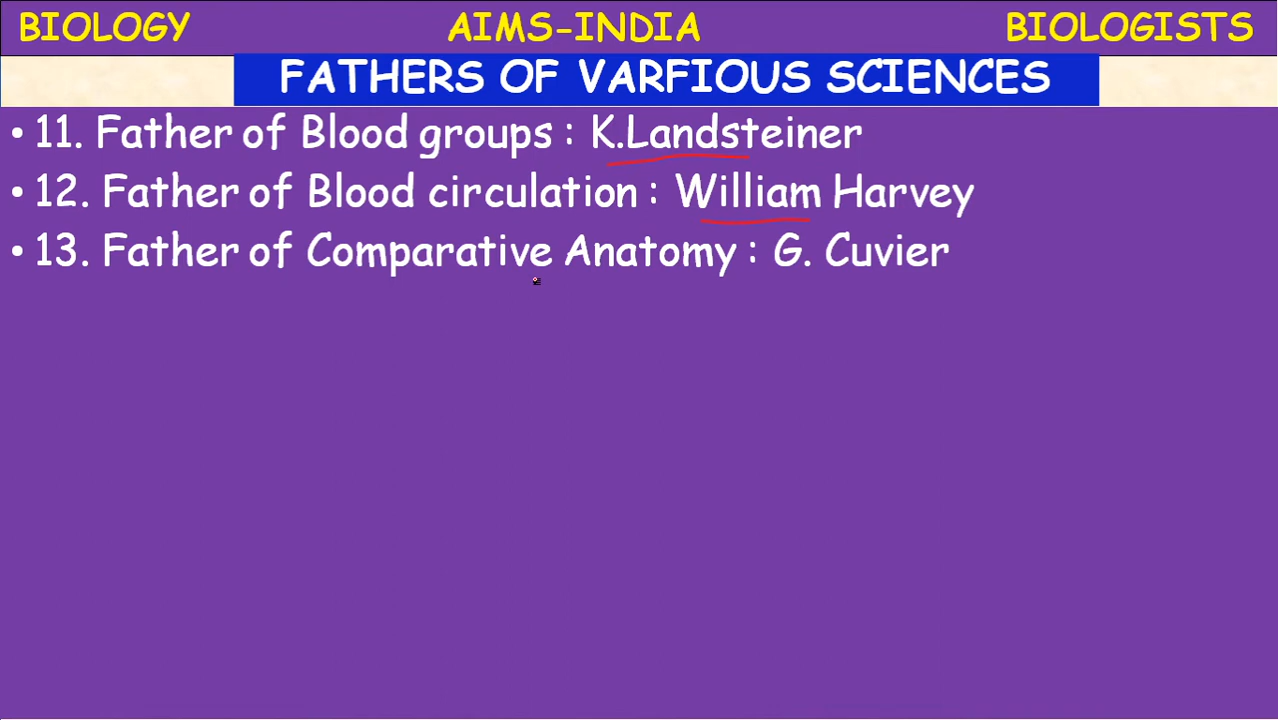 BIOLOGY AIMS-INDIA BIOLOGISTS
FATHERS OF VARFIOUS SCIENCES
• 11. Father of Blood groups : K.Landsteiner
• 12. Father of Blood circulation : William Harvey
• 13. Father of Comparative Anatomy : G. Cuvier